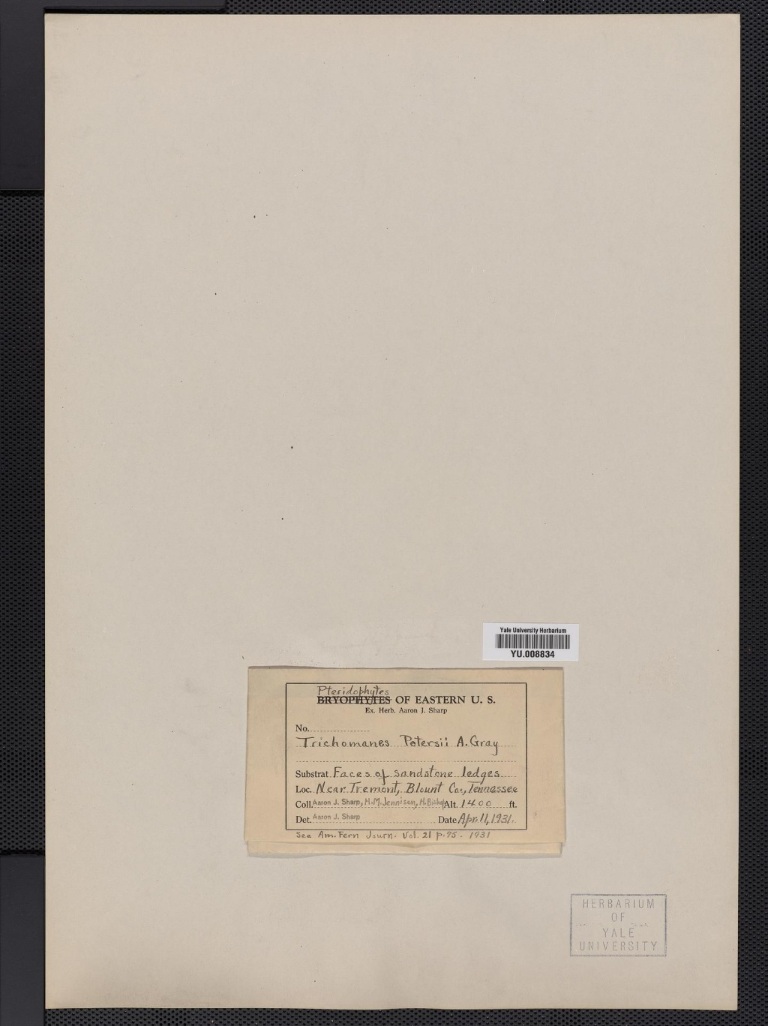 Yale University Herbarium
YU.008834
Pteridophytes
BRYOPHYTES OF EASTERN U. S.
Ex. Herb. Aaron J. Sharp
No.
Trichomanes Petersii A. Gray
Substrat. Faces of sandstone ledges
Loc. Near Tremont, Blount Co., Tennessee
Coll. Aaron J. Sharp, H.M. Jennison, Alt. 1400 ft.
Det. Aaron J. Sharp Date Apr. 11, 1931.
See Am. Fern Journ. Vol. 21 p. 95. 1931
HERBARIUM
OF
YALE
UNIVERSITY